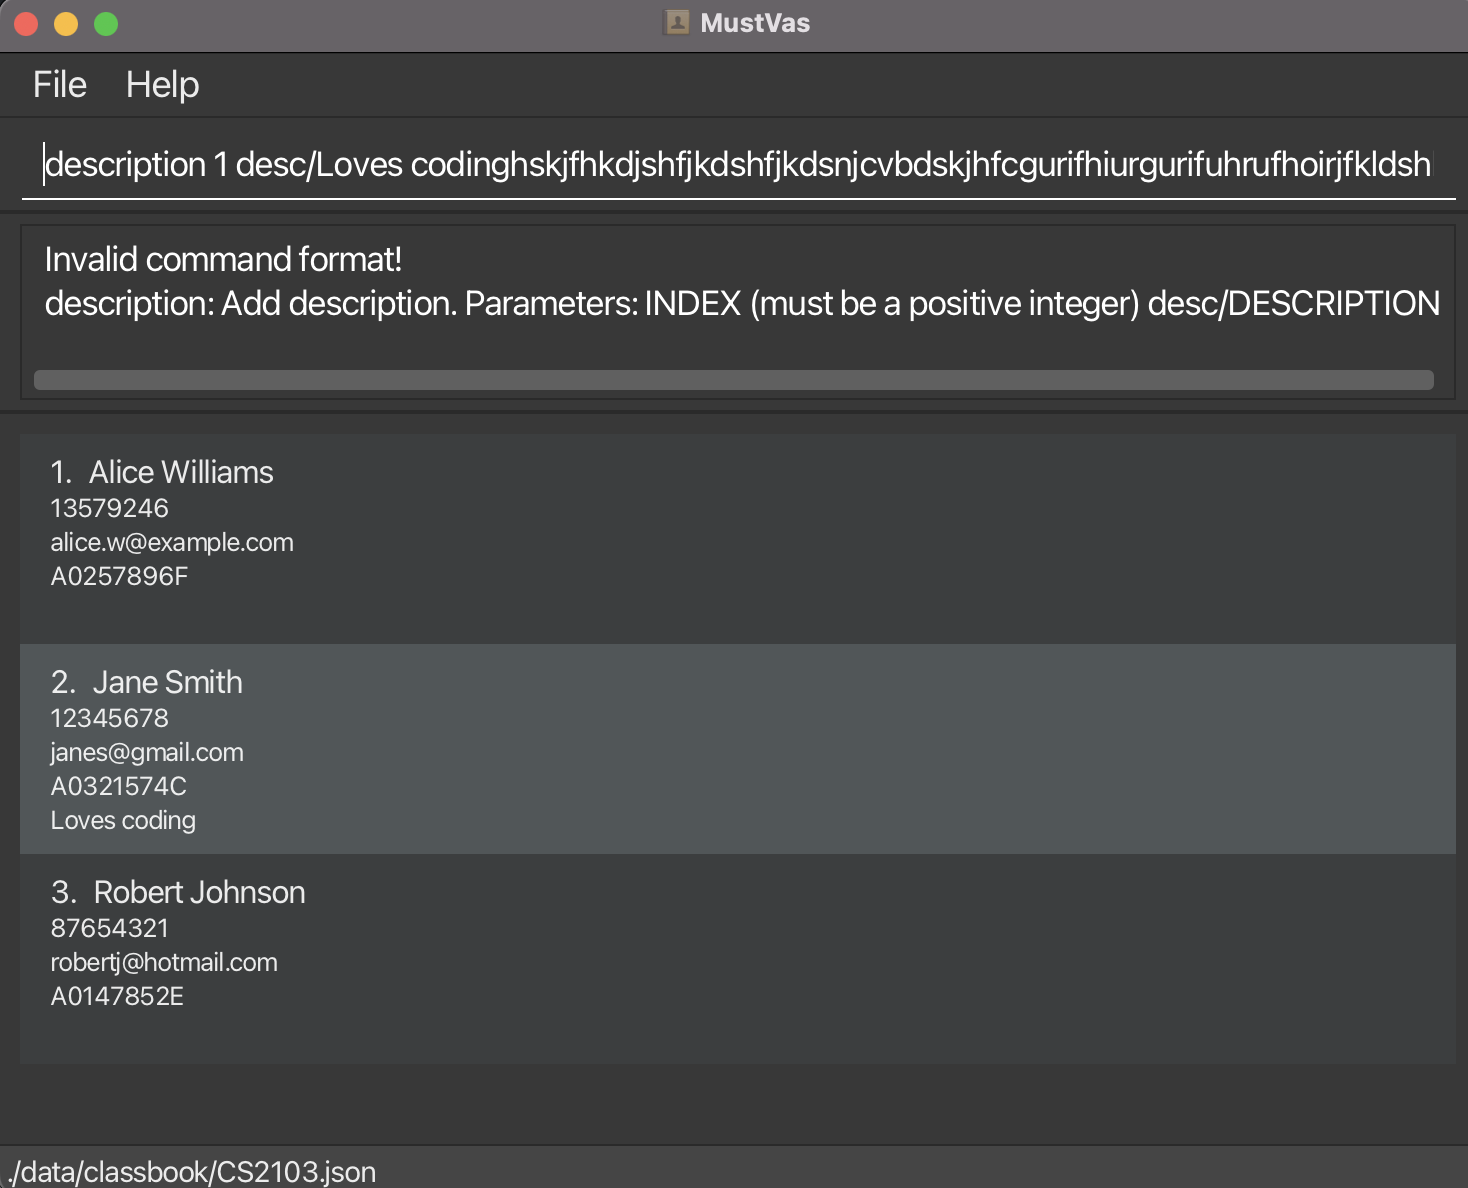 MustVas
File Help
description 1 desc/Loves codinghskjfhkdjshfjkdshfjkdsnjcvbdskjhfcgurifhiurgurifuhrufhoirjfkldsh
Invalid command format!
description: Add description. Parameters: INDEX (must be a positive integer) desc/DESCRIPTION
1. Alice Williams
13579246
alice.w@example.com
A0257896F
2. Jane Smith
12345678
janes@gmail.com
A0321574C
Loves coding
3. Robert Johnson
87654321
robertj@hotmail.com
A0147852E
./data/classbook/CS2103.json